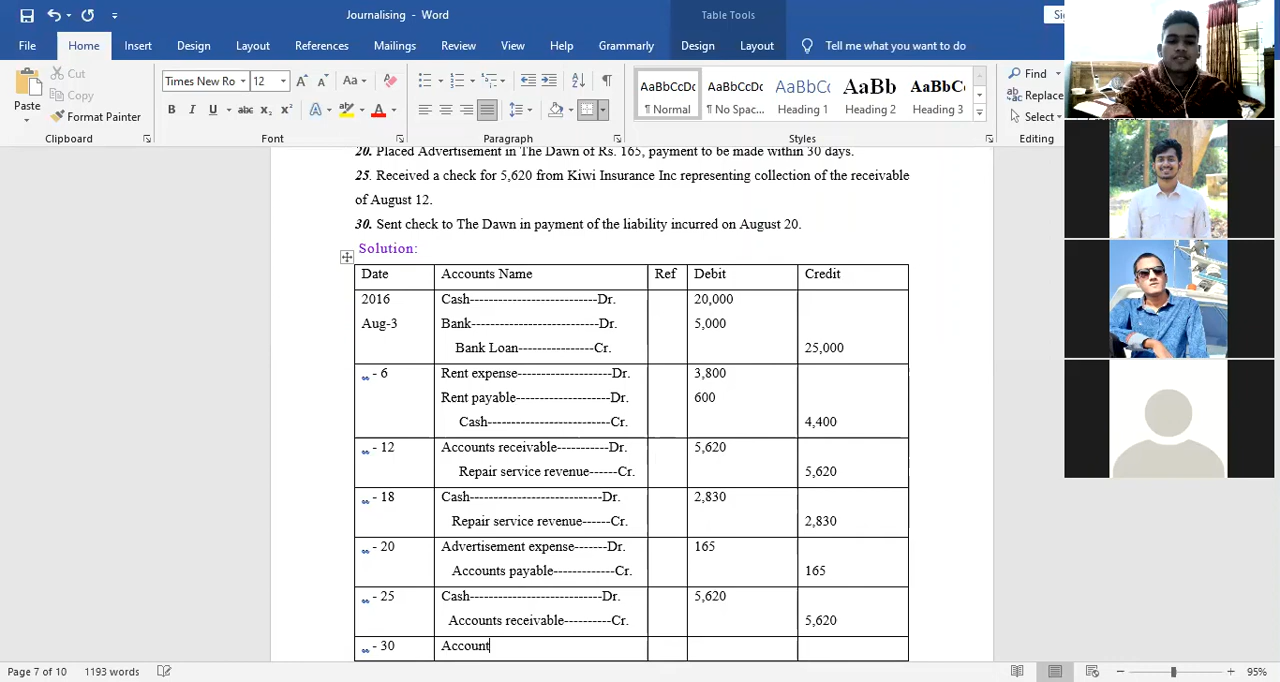 Journalising - Word
Table Tools
File Home Insert Design Layout References Mailings Review View Help Grammarly Design Layout Tell me what you want to do
Paste
Cut
Copy
Format Painter
Clipboard
Times New Ro 12
Aa
B I U abc X₂ X² A ab A
Font
Paragraph
AaBbCcDc AaBbCcDc AaBbCc AaBb AaBbC
¶ Normal ¶ No Spac... Heading 1 Heading 2 Heading 3
Styles
Find
Replace
Select
Editing
20. Placed Advertisement in The Dawn of Rs. 165, payment to be made within 30 days.
25. Received a check for 5,620 from Kiwi Insurance Inc representing collection of the receivable
of August 12.
30. Sent check to The Dawn in payment of the liability incurred on August 20.
Solution:
Date Accounts Name Ref Debit Credit
2016 Cash---------------------------Dr. 20,000
Aug-3 Bank---------------------------Dr. 5,000
Bank Loan----------------Cr. 25,000
„ - 6 Rent expense--------------------Dr. 3,800
Rent payable--------------------Dr. 600
Cash-------------------------Cr. 4,400
„ - 12 Accounts receivable-----------Dr. 5,620
Repair service revenue------Cr. 5,620
„ - 18 Cash----------------------------Dr. 2,830
Repair service revenue------Cr. 2,830
„ - 20 Advertisement expense-------Dr. 165
Accounts payable-------------Cr. 165
„ - 25 Cash----------------------------Dr. 5,620
Accounts receivable----------Cr. 5,620
„ - 30 Account
Page 7 of 10 1193 words 95%